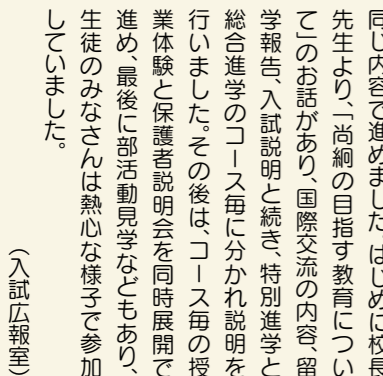 同じ内容で進めました。はじめに校長
先生より、「尚絅の目指す教育につい
て」のお話があり、国際交流の内容、留
学報告、入試説明と続き、特別進学と
総合進学のコース毎に分かれ説明を
行いました。その後は、コース毎の授
業体験と保護者説明会を同時展開で
進め、最後に部活動見学などもあり、
生徒のみなさんは熱心な様子で参加
していました。
（入試広報室）